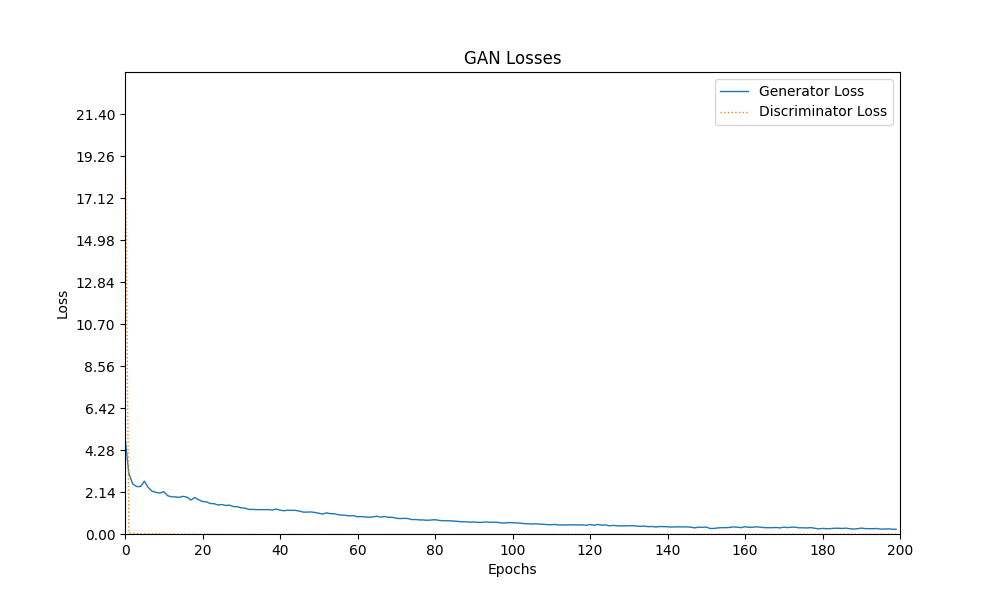 GAN Losses
Generator Loss
Discriminator Loss
21.40
19.26
17.12
14.98
12.84
10.70
8.56
6.42
4.28
2.14
0.00
Loss
0 20 40 60 80 100 120 140 160 180 200
Epochs